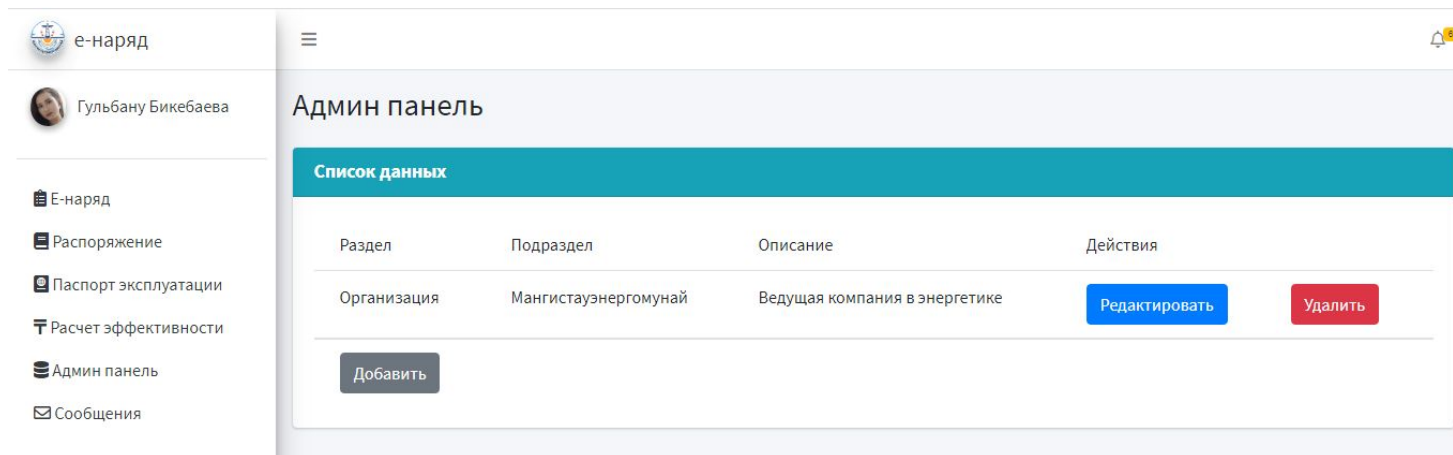 е-наряд
Гульбану Бикебаева
Е-наряд
Распоряжение
Паспорт эксплуатации
Расчет эффективности
Админ панель
Сообщения
Админ панель
Список данных
Раздел Подраздел Описание Действия
Организация Мангистауэнергомунай Ведущая компания в энергетике Редактировать Удалить
Добавить